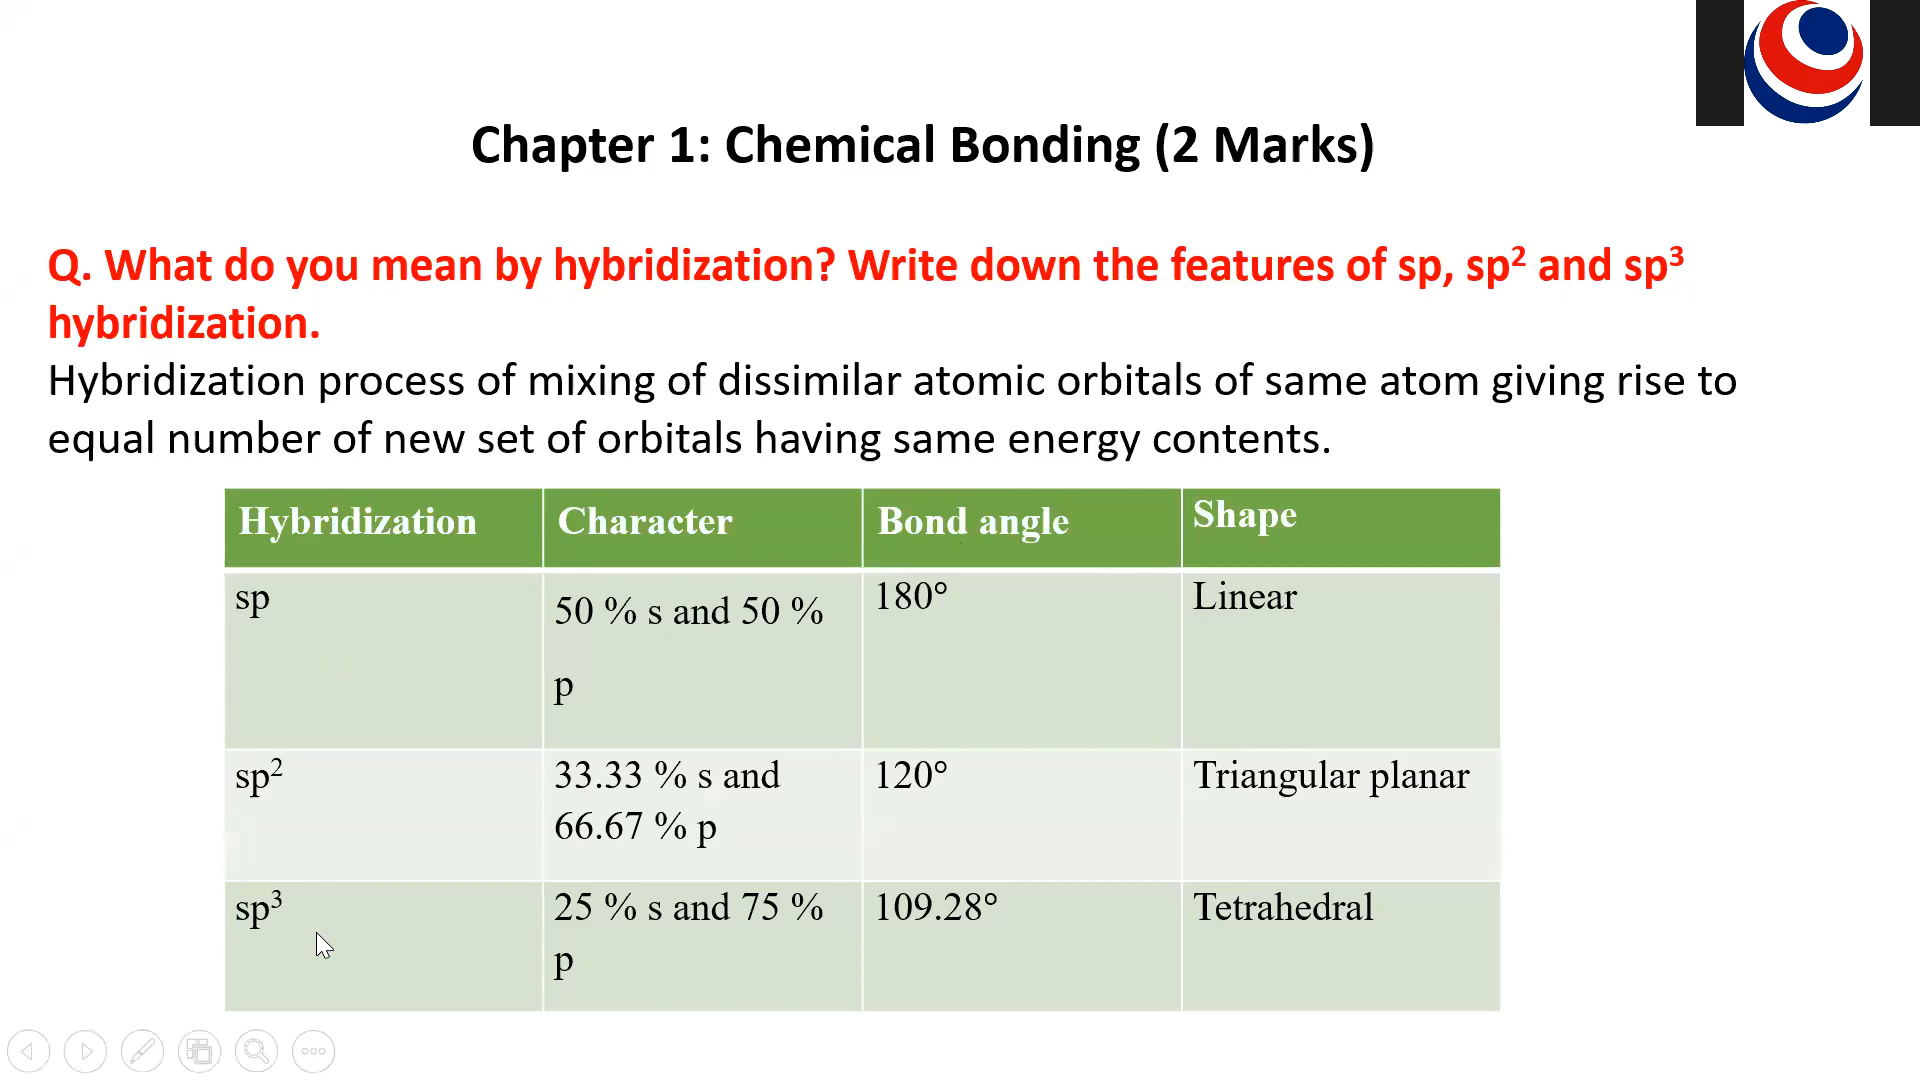 Chapter 1: Chemical Bonding (2 Marks)
Q. What do you mean by hybridization? Write down the features of sp, sp² and sp³
hybridization.
Hybridization process of mixing of dissimilar atomic orbitals of same atom giving rise to
equal number of new set of orbitals having same energy contents.
Hybridization Character Bond angle Shape
sp 50 % s and 50 % 180° Linear
p
sp² 33.33 % s and 120° Triangular planar
66.67 % p
sp³ 25 % s and 75 % 109.28° Tetrahedral
p